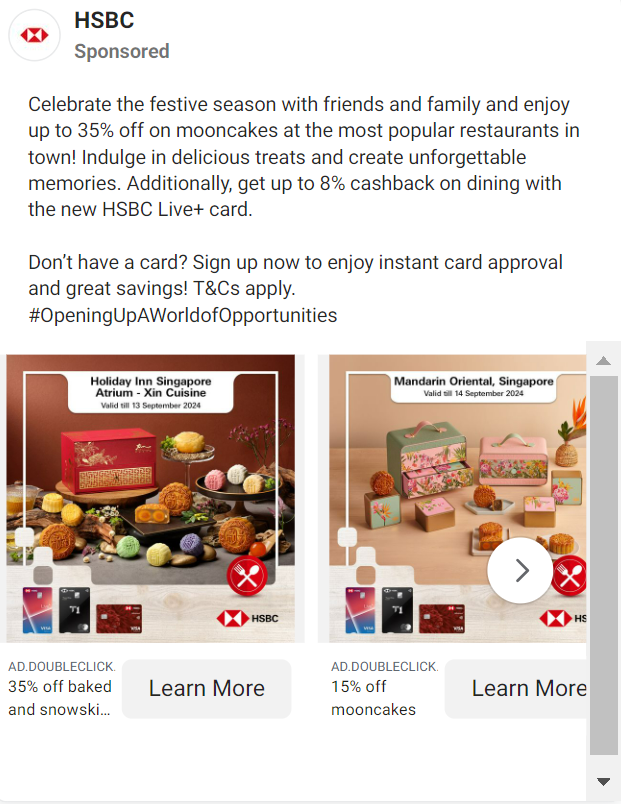 HSBC
Sponsored
Celebrate the festive season with friends and family and enjoy
up to 35% off on mooncakes at the most popular restaurants in
town! Indulge in delicious treats and create unforgettable
memories. Additionally, get up to 8% cashback on dining with
the new HSBC Live+ card.
Don’t have a card? Sign up now to enjoy instant card approval
and great savings! T&Cs apply.
#OpeningUpAWorldofOpportunities
Holiday Inn Singapore
Atrium - Xin Cuisine
Valid till 13 September 2024
VISA
HSBC
AD.DOUBLECLICK.
35% off baked
and snowski...
Learn More
Mandarin Oriental, Singapore
Valid till 14 September 2024
VISA
HS
AD.DOUBLECLICK.
15% off
mooncakes
Learn More